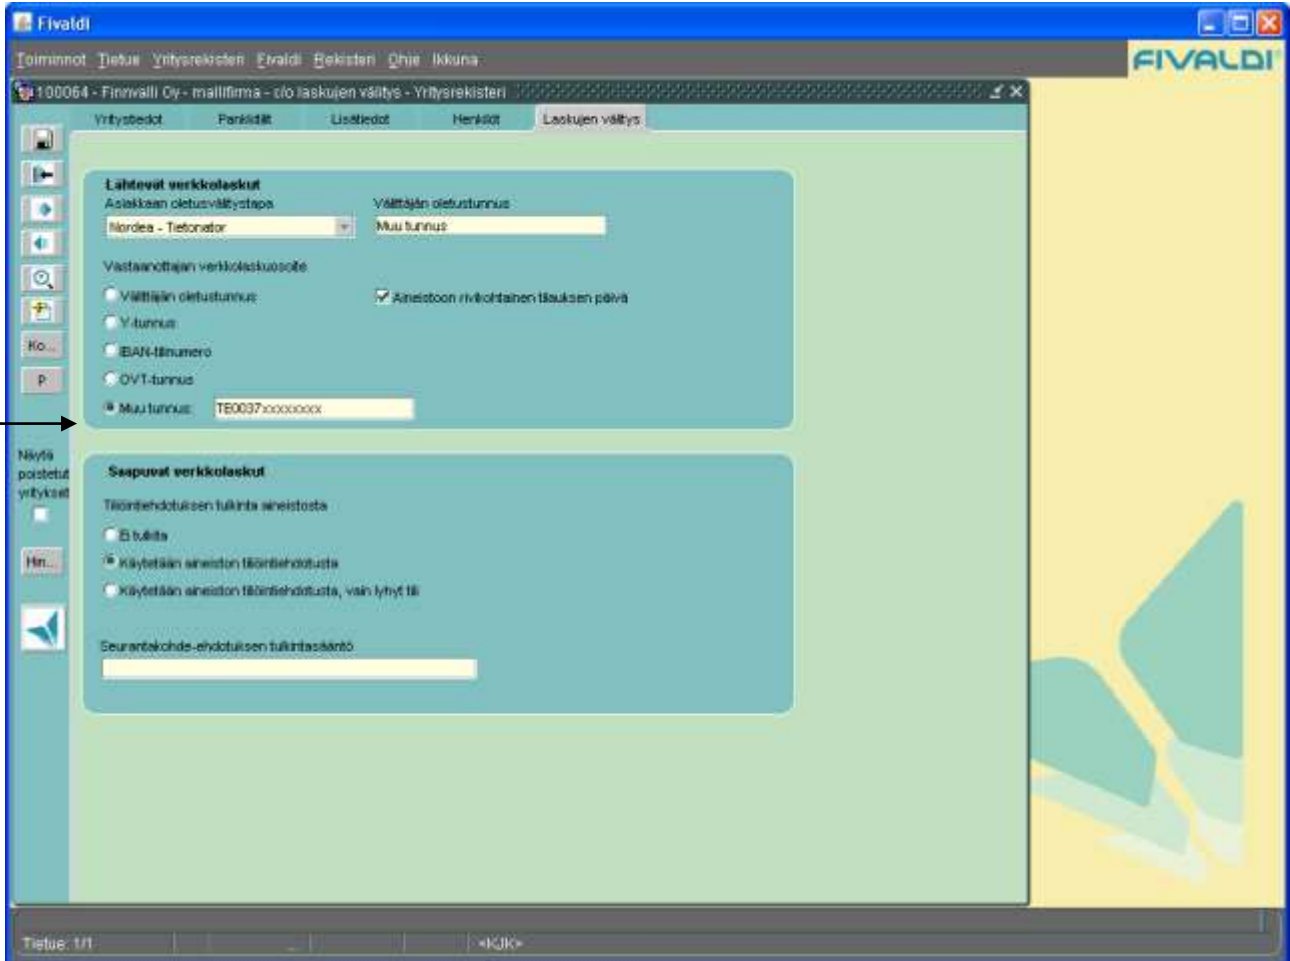 Fivaldi
Toiminnot Tietue Yritysrekisteri Fivaldi Rekisteri Ohje Ikkuna
FIVALDI
100064 - Finnvalli Oy - mallifirma - c/o laskujen välitys - Yritysrekisteri
Yritystiedot Pankkitilit Lisätiedot Henkilöt Laskujen välitys
Lähtevät verkkolaskut
Asiakkaan oletusvälitystapa Välittäjän oletustunnus
Nordea - Tietonator Muu tunnus
Vastaanottajan verkkolaskuosoite
Välittäjän oletustunnus Aineistoon rivikohtainen tilauksen päivä
Y-tunnus
IBAN-tilinumero
OVT-tunnus
Muu tunnus: TE0037xxxxxxxx
Ko...
P
Näytä
poistetut
yritykset
Hin...
Saapuvat verkkolaskut
Tiliöintiehdotuksen tulkinta aineistosta
Ei tulkita
Käytetään aineiston tiliöintiehdotusta
Käytetään aineiston tiliöintiehdotusta, vain lyhyt tili
Seurantakohde-ehdotuksen tulkintasääntö
Tietue: 1/1 <KJK>